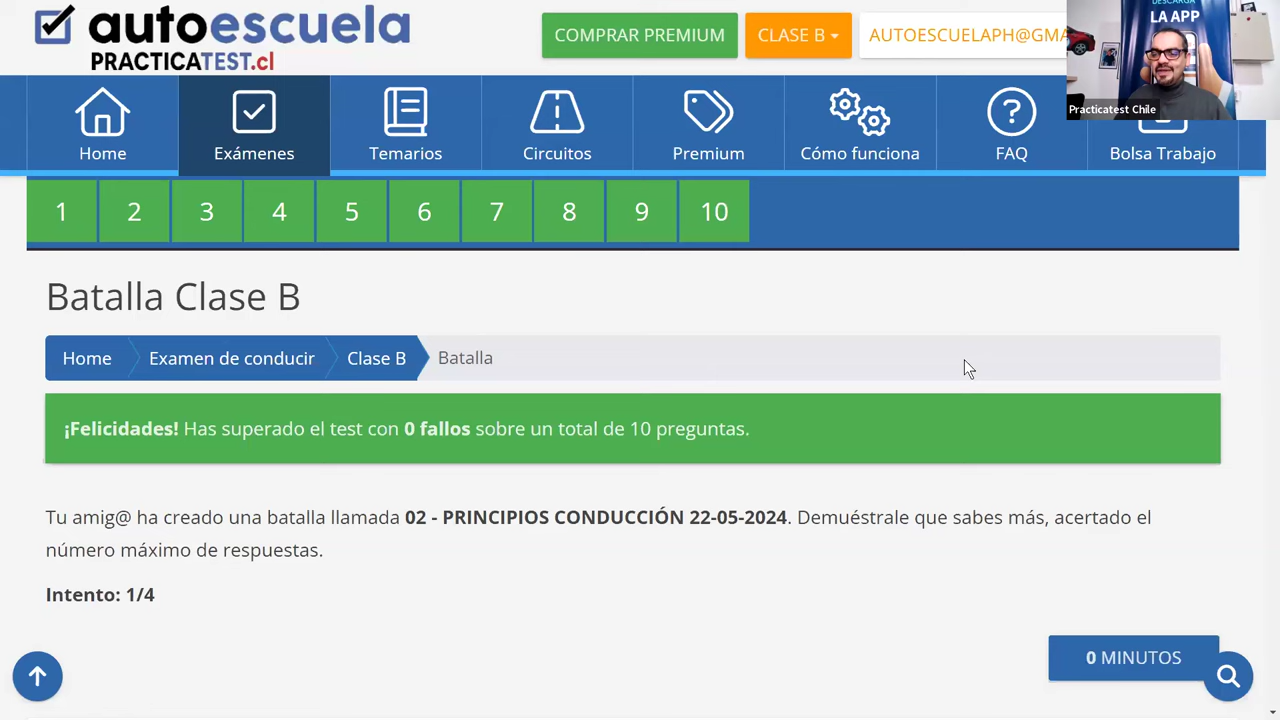 autoescuela
PRACTICATEST.cl
COMPRAR PREMIUM
CLASE B
AUTOESCUELAPH@GMA
DESCARGA
LA APP
Practicatest Chile
Home
Exámenes
Temarios
Circuitos
Premium
Cómo funciona
FAQ
Bolsa Trabajo
1 2 3 4 5 6 7 8 9 10
Batalla Clase B
Home Examen de conducir Clase B Batalla
¡Felicidades! Has superado el test con 0 fallos sobre un total de 10 preguntas.
Tu amig@ ha creado una batalla llamada 02 - PRINCIPIOS CONDUCCIÓN 22-05-2024. Demuéstrale que sabes más, acertado el
número máximo de respuestas.
Intento: 1/4
0 MINUTOS